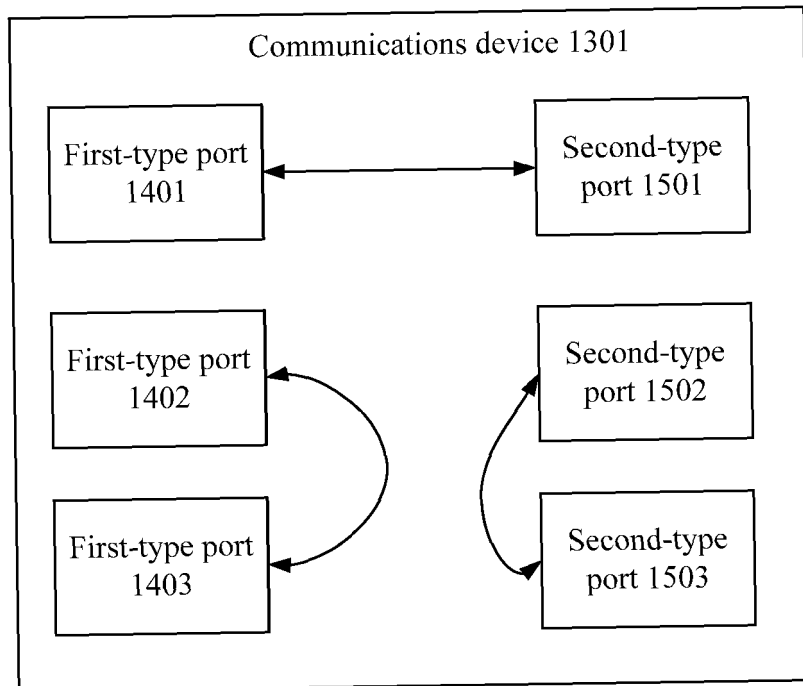 Communications device 1301
First-type port
1401
Second-type
port 1501
First-type port
1402
Second-type
port 1502
First-type port
1403
Second-type
port 1503